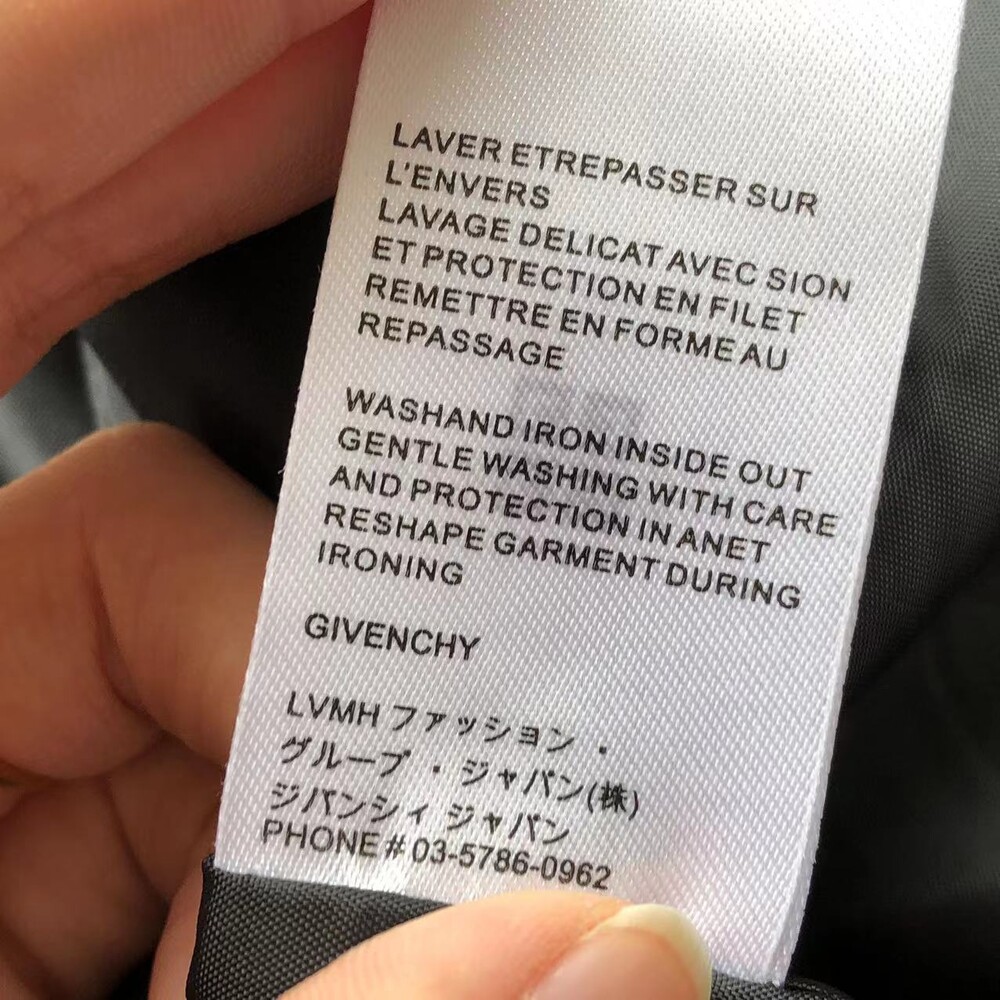 LAVER ETREPASSER SUR
L'ENVERS
LAVAGE DELICAT AVEC SION
ET PROTECTION EN FILET
REMETTRE EN FORME AU
REPASSAGE
WASHAND IRON INSIDE OUT
GENTLE WASHING WITH CARE
AND PROTECTION IN ANET
RESHAPE GARMENT DURING
IRONING
GIVENCHY
LVMH ファッション・
グループ・ジャパン(株)
ジバンシィ ジャパン
PHONE#03-5786-0962